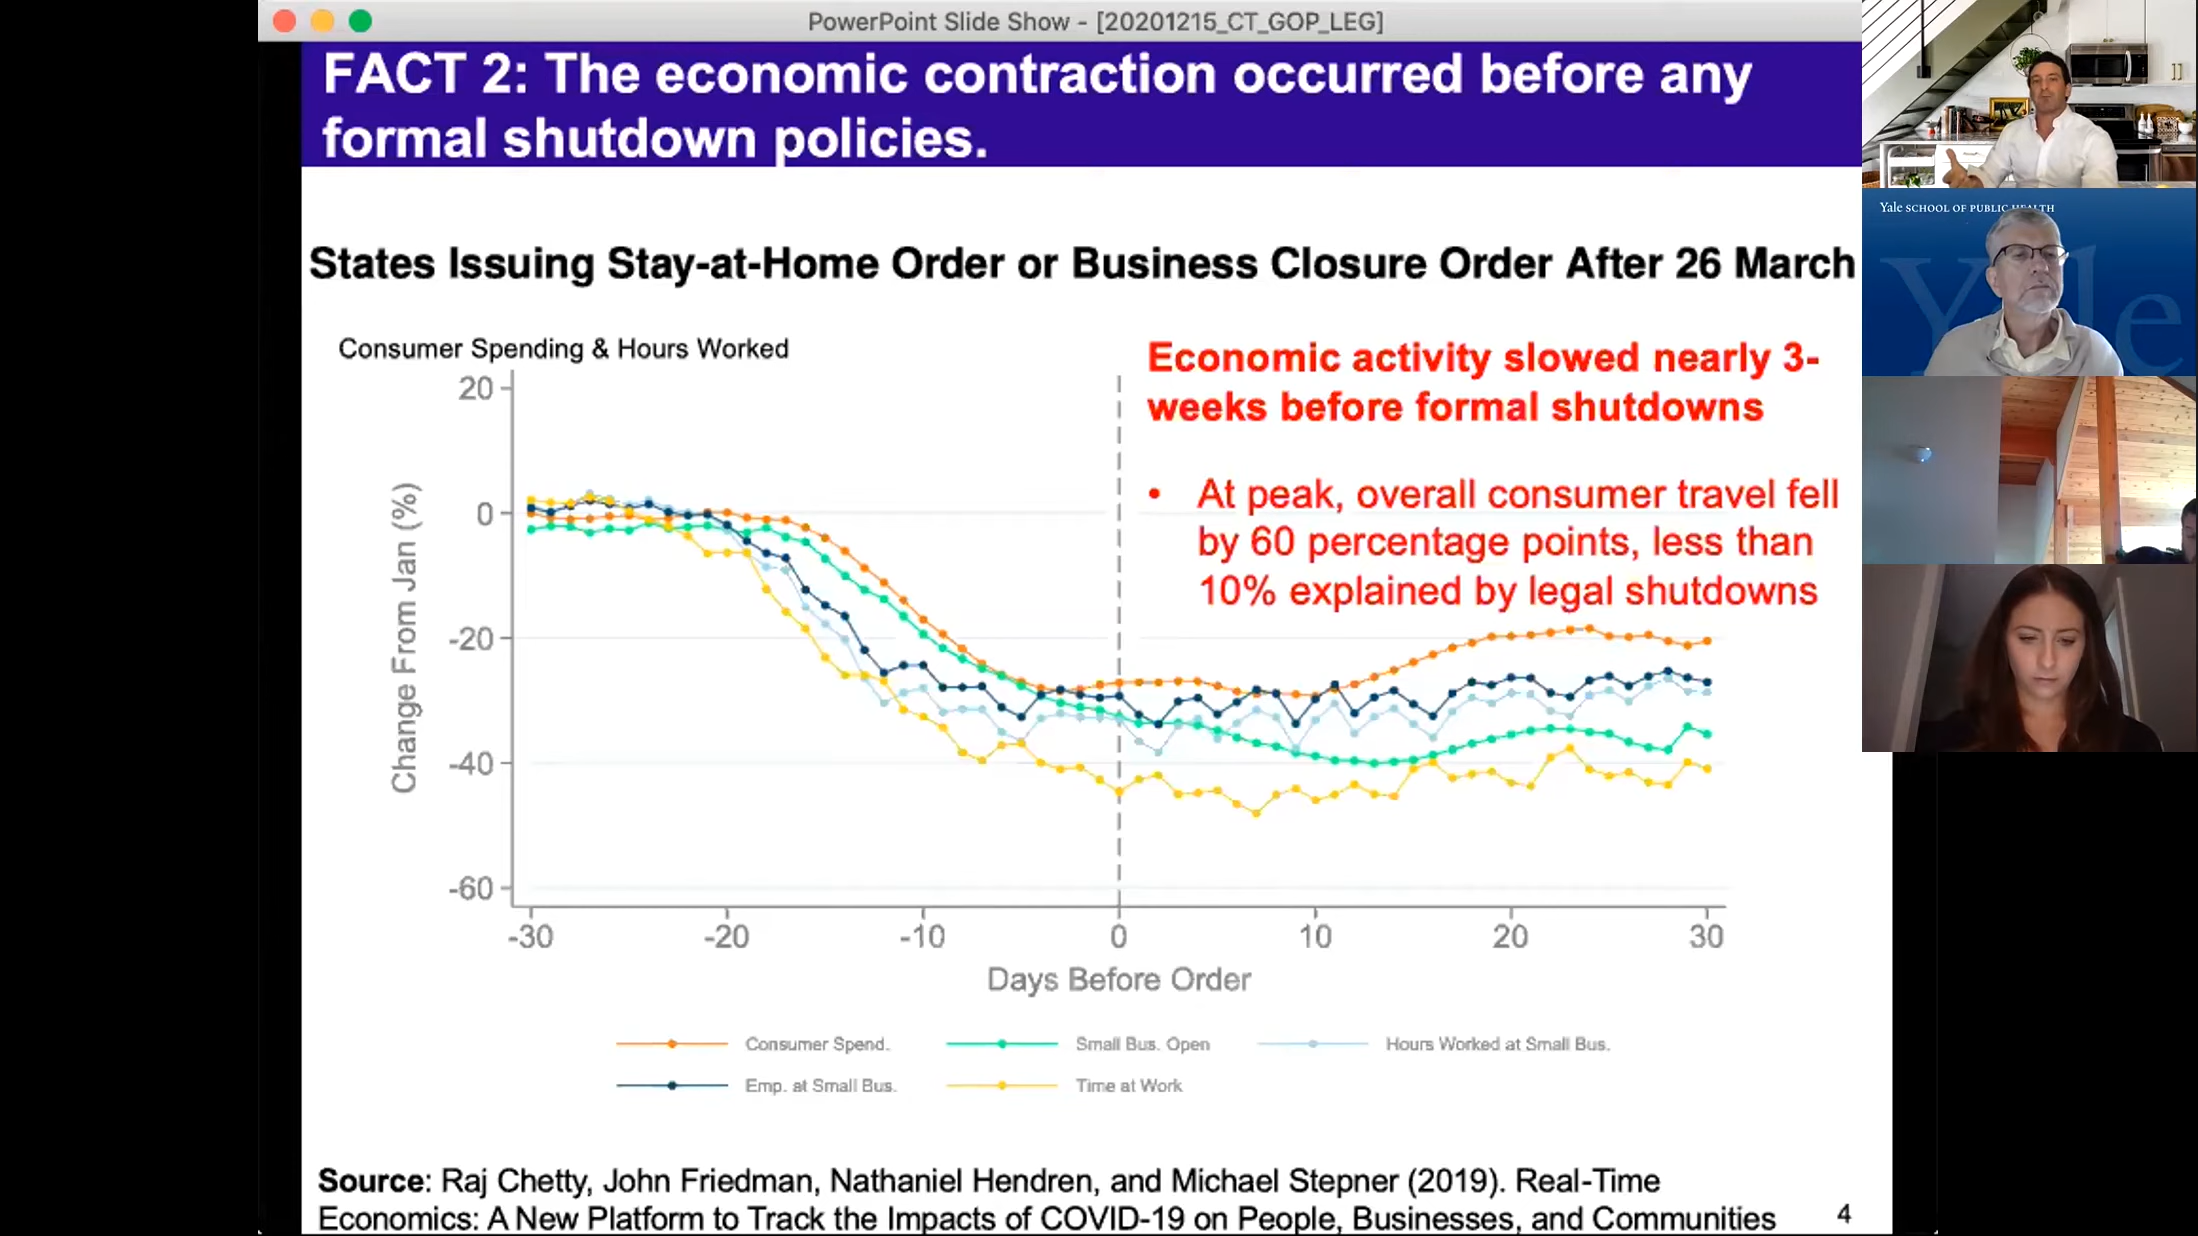 PowerPoint Slide Show - [20201215_CT_GOP_LEG]
FACT 2: The economic contraction occurred before any
formal shutdown policies.
Yale SCHOOL OF PUBLIC HEALTH
Yale
States Issuing Stay-at-Home Order or Business Closure Order After 26 March
Consumer Spending & Hours Worked
Economic activity slowed nearly 3-
weeks before formal shutdowns
• At peak, overall consumer travel fell
by 60 percentage points, less than
10% explained by legal shutdowns
Change From Jan (%)
20
0
-20
-40
-60
-30 -20 -10 0 10 20 30
Days Before Order
Consumer Spend. Small Bus. Open Hours Worked at Small Bus.
Emp. at Small Bus. Time at Work
Source: Raj Chetty, John Friedman, Nathaniel Hendren, and Michael Stepner (2019). Real-Time
Economics: A New Platform to Track the Impacts of COVID-19 on People, Businesses, and Communities
4